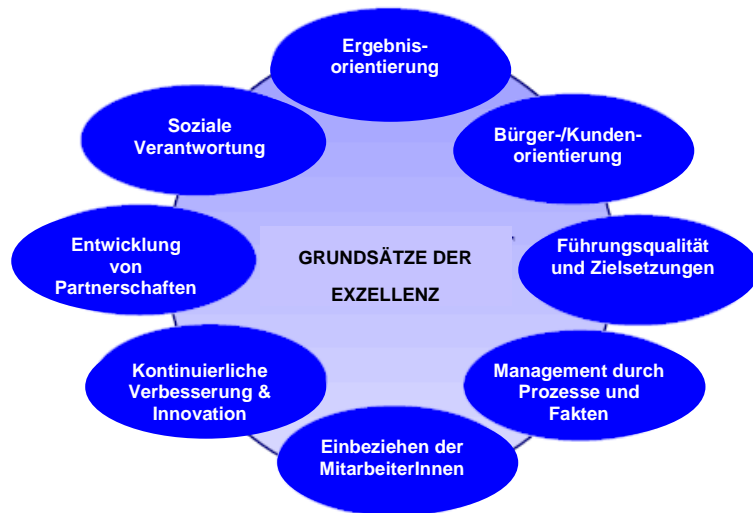 Ergebnis-
orientierung
Soziale
Verantwortung
Bürger-/Kunden-
orientierung
Entwicklung
von
Partnerschaften
GRUNDSÄTZE DER
EXZELLENZ
Führungsqualität
und Zielsetzungen
Kontinuierliche
Verbesserung &
Innovation
Management durch
Prozesse und
Fakten
Einbeziehen der
MitarbeiterInnen